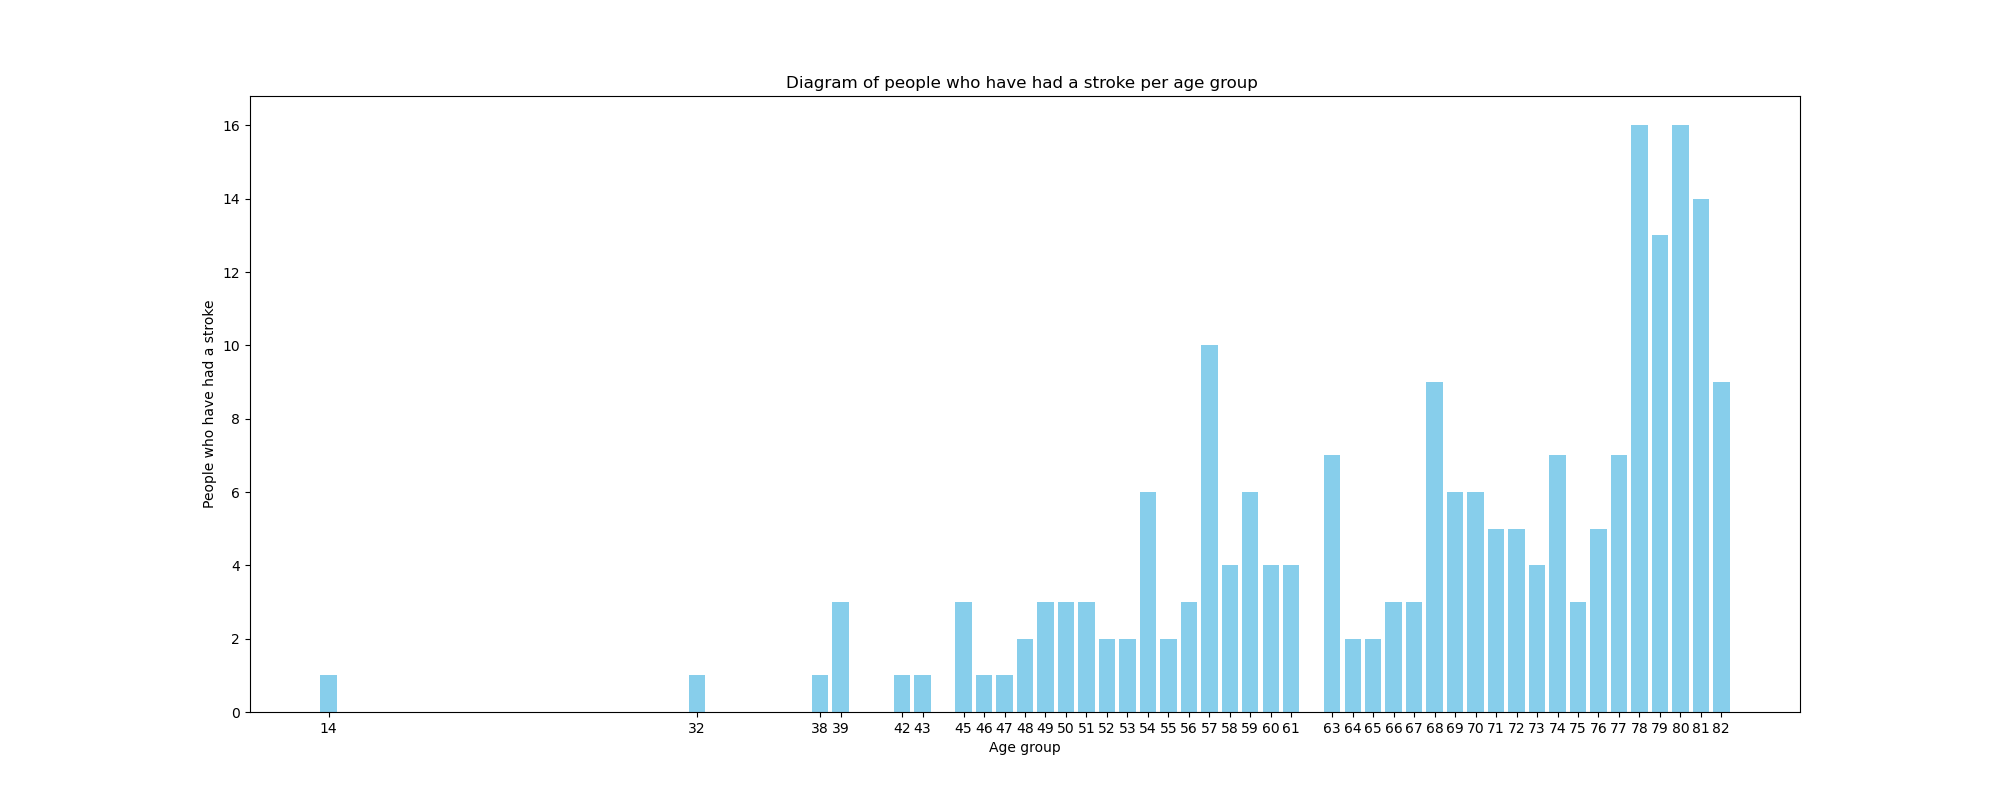 Diagram of people who have had a stroke per age group
16
14
12
10
8
6
4
2
0
People who have had a stroke
14 32 38 39 42 43 45 46 47 48 49 50 51 52 53 54 55 56 57 58 59 60 61 63 64 65 66 67 68 69 70 71 72 73 74 75 76 77 78 79 80 81 82
Age group